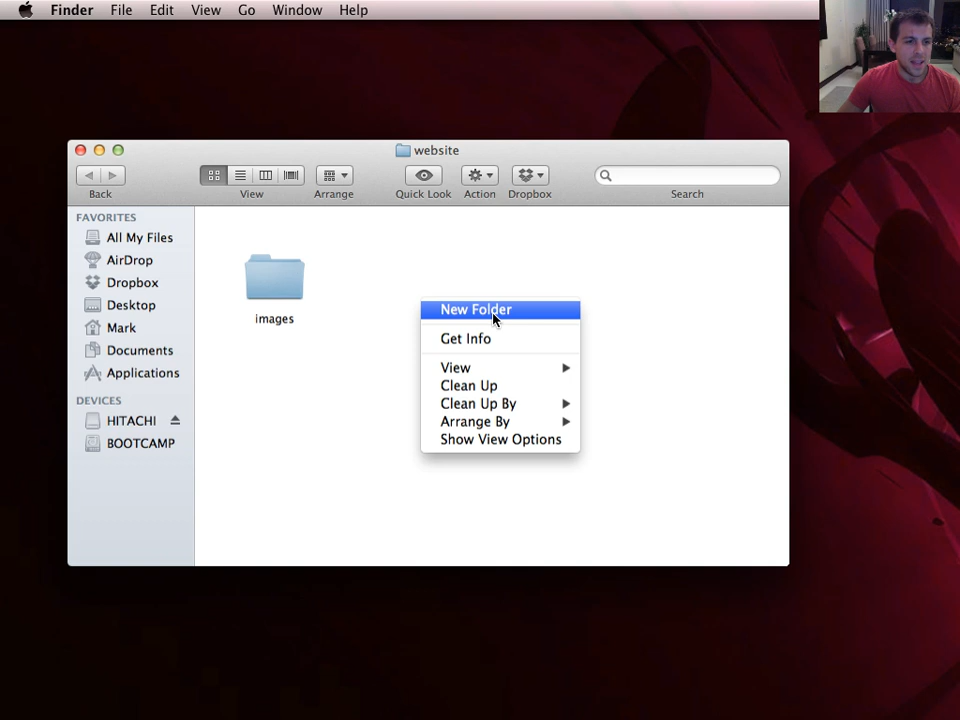 Finder File Edit View Go Window Help
website
Back View Arrange Quick Look Action Dropbox Search
FAVORITES
All My Files
AirDrop
Dropbox
Desktop
Mark
Documents
Applications
DEVICES
HITACHI
BOOTCAMP
images
New Folder
Get Info
View
Clean Up
Clean Up By
Arrange By
Show View Options